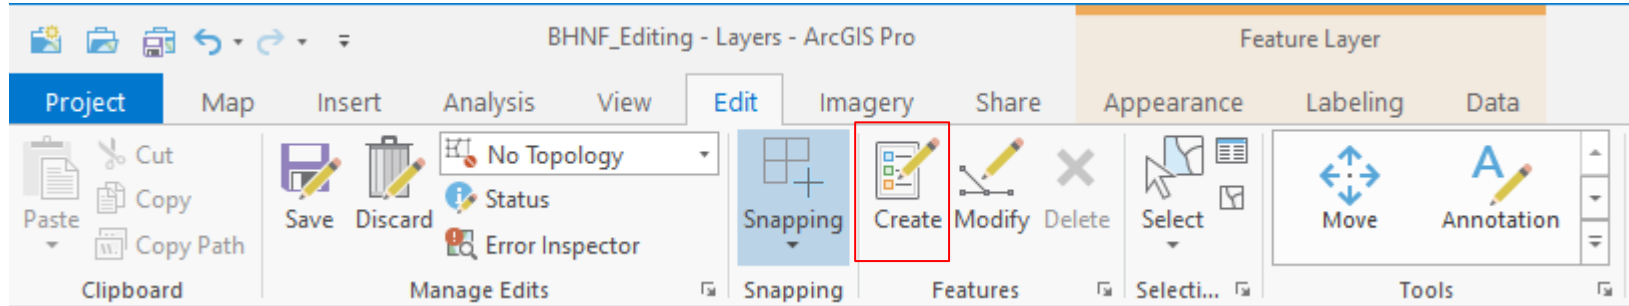 BHNF_Editing - Layers - ArcGIS Pro
Feature Layer
Project Map Insert Analysis View Edit Imagery Share Appearance Labeling Data
Cut
Copy
Copy Path
Paste
Save
Discard
No Topology
Status
Error Inspector
Snapping
Create
Modify
Delete
Select
Move
A
Annotation
Clipboard Manage Edits Snapping Features Selecti... Tools